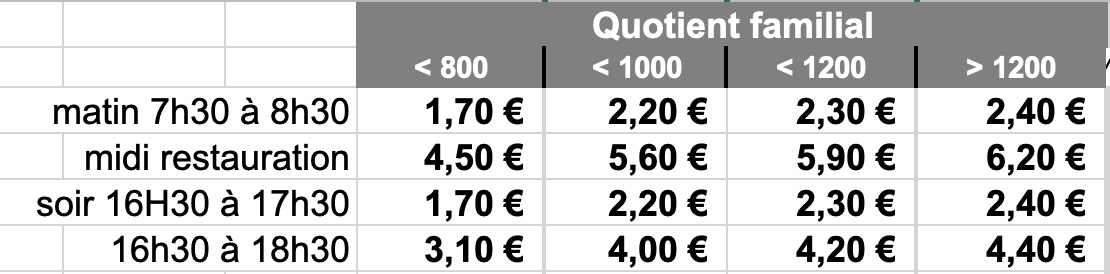 Quotient familial
< 800 < 1000 < 1200 > 1200
matin 7h30 à 8h30 1,70 € 2,20 € 2,30 € 2,40 €
midi restauration 4,50 € 5,60 € 5,90 € 6,20 €
soir 16H30 à 17h30 1,70 € 2,20 € 2,30 € 2,40 €
16h30 à 18h30 3,10 € 4,00 € 4,20 € 4,40 €